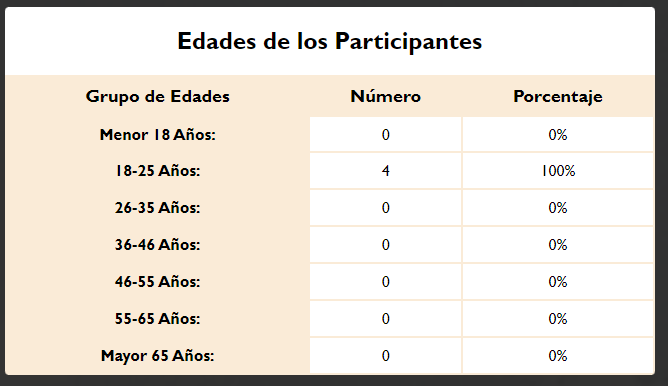 Edades de los Participantes
Grupo de Edades Número Porcentaje
Menor 18 Años: 0 0%
18-25 Años: 4 100%
26-35 Años: 0 0%
36-46 Años: 0 0%
46-55 Años: 0 0%
55-65 Años: 0 0%
Mayor 65 Años: 0 0%